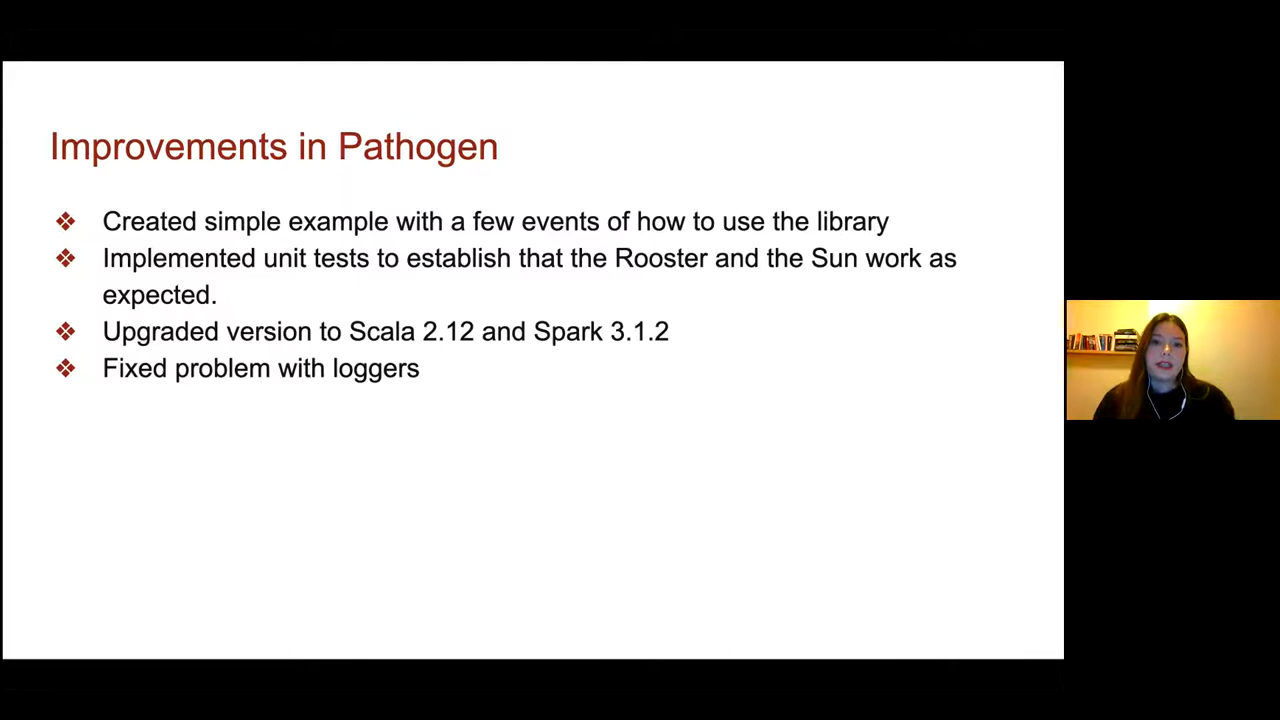 Improvements in Pathogen
❖ Created simple example with a few events of how to use the library
❖ Implemented unit tests to establish that the Rooster and the Sun work as
expected.
❖ Upgraded version to Scala 2.12 and Spark 3.1.2
❖ Fixed problem with loggers